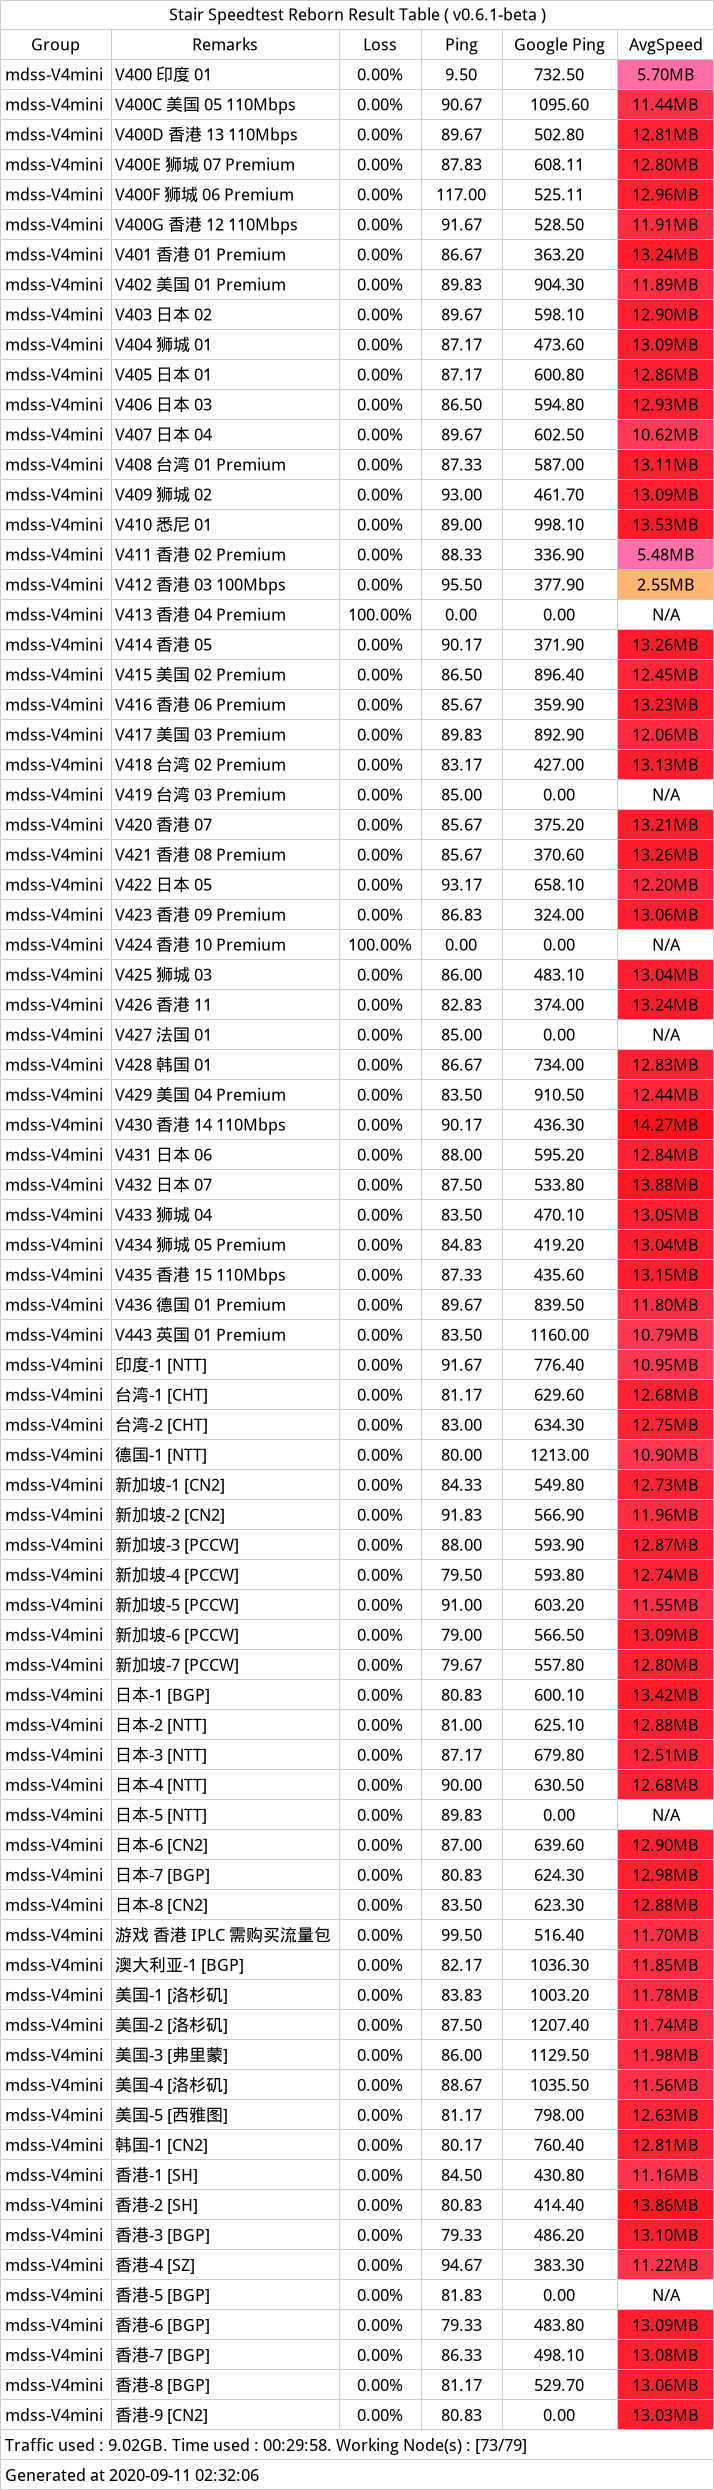 Stair Speedtest Reborn Result Table ( v0.6.1-beta )
Group Remarks Loss Ping Google Ping AvgSpeed
mdss-V4mini V400 印度 01 0.00% 9.50 732.50 5.70MB
mdss-V4mini V400C 美国 05 110Mbps 0.00% 90.67 1095.60 11.44MB
mdss-V4mini V400D 香港 13 110Mbps 0.00% 89.67 502.80 12.81MB
mdss-V4mini V400E 狮城 07 Premium 0.00% 87.83 608.11 12.80MB
mdss-V4mini V400F 狮城 06 Premium 0.00% 117.00 525.11 12.96MB
mdss-V4mini V400G 香港 12 110Mbps 0.00% 91.67 528.50 11.91MB
mdss-V4mini V401 香港 01 Premium 0.00% 86.67 363.20 13.24MB
mdss-V4mini V402 美国 01 Premium 0.00% 89.83 904.30 11.89MB
mdss-V4mini V403 日本 02 0.00% 89.67 598.10 12.90MB
mdss-V4mini V404 狮城 01 0.00% 87.17 473.60 13.09MB
mdss-V4mini V405 日本 01 0.00% 87.17 600.80 12.86MB
mdss-V4mini V406 日本 03 0.00% 86.50 594.80 12.93MB
mdss-V4mini V407 日本 04 0.00% 89.67 602.50 10.62MB
mdss-V4mini V408 台湾 01 Premium 0.00% 87.33 587.00 13.11MB
mdss-V4mini V409 狮城 02 0.00% 93.00 461.70 13.09MB
mdss-V4mini V410 悉尼 01 0.00% 89.00 998.10 13.53MB
mdss-V4mini V411 香港 02 Premium 0.00% 88.33 336.90 5.48MB
mdss-V4mini V412 香港 03 100Mbps 0.00% 95.50 377.90 2.55MB
mdss-V4mini V413 香港 04 Premium 100.00% 0.00 0.00 N/A
mdss-V4mini V414 香港 05 0.00% 90.17 371.90 13.26MB
mdss-V4mini V415 美国 02 Premium 0.00% 86.50 896.40 12.45MB
mdss-V4mini V416 香港 06 Premium 0.00% 85.67 359.90 13.23MB
mdss-V4mini V417 美国 03 Premium 0.00% 89.83 892.90 12.06MB
mdss-V4mini V418 台湾 02 Premium 0.00% 83.17 427.00 13.13MB
mdss-V4mini V419 台湾 03 Premium 0.00% 85.00 0.00 N/A
mdss-V4mini V420 香港 07 0.00% 85.67 375.20 13.21MB
mdss-V4mini V421 香港 08 Premium 0.00% 85.67 370.60 13.26MB
mdss-V4mini V422 日本 05 0.00% 93.17 658.10 12.20MB
mdss-V4mini V423 香港 09 Premium 0.00% 86.83 324.00 13.06MB
mdss-V4mini V424 香港 10 Premium 100.00% 0.00 0.00 N/A
mdss-V4mini V425 狮城 03 0.00% 86.00 483.10 13.04MB
mdss-V4mini V426 香港 11 0.00% 82.83 374.00 13.24MB
mdss-V4mini V427 法国 01 0.00% 85.00 0.00 N/A
mdss-V4mini V428 韩国 01 0.00% 86.67 734.00 12.83MB
mdss-V4mini V429 美国 04 Premium 0.00% 83.50 910.50 12.44MB
mdss-V4mini V430 香港 14 110Mbps 0.00% 90.17 436.30 14.27MB
mdss-V4mini V431 日本 06 0.00% 88.00 595.20 12.84MB
mdss-V4mini V432 日本 07 0.00% 87.50 533.80 13.88MB
mdss-V4mini V433 狮城 04 0.00% 83.50 470.10 13.05MB
mdss-V4mini V434 狮城 05 Premium 0.00% 84.83 419.20 13.04MB
mdss-V4mini V435 香港 15 110Mbps 0.00% 87.33 435.60 13.15MB
mdss-V4mini V436 德国 01 Premium 0.00% 89.67 839.50 11.80MB
mdss-V4mini V443 英国 01 Premium 0.00% 83.50 1160.00 10.79MB
mdss-V4mini 印度-1 [NTT] 0.00% 91.67 776.40 10.95MB
mdss-V4mini 台湾-1 [CHT] 0.00% 81.17 629.60 12.68MB
mdss-V4mini 台湾-2 [CHT] 0.00% 83.00 634.30 12.75MB
mdss-V4mini 德国-1 [NTT] 0.00% 80.00 1213.00 10.90MB
mdss-V4mini 新加坡-1 [CN2] 0.00% 84.33 549.80 12.73MB
mdss-V4mini 新加坡-2 [CN2] 0.00% 91.83 566.90 11.96MB
mdss-V4mini 新加坡-3 [PCCW] 0.00% 88.00 593.90 12.87MB
mdss-V4mini 新加坡-4 [PCCW] 0.00% 79.50 593.80 12.74MB
mdss-V4mini 新加坡-5 [PCCW] 0.00% 91.00 603.20 11.55MB
mdss-V4mini 新加坡-6 [PCCW] 0.00% 79.00 566.50 13.09MB
mdss-V4mini 新加坡-7 [PCCW] 0.00% 79.67 557.80 12.80MB
mdss-V4mini 日本-1 [BGP] 0.00% 80.83 600.10 13.42MB
mdss-V4mini 日本-2 [NTT] 0.00% 81.00 625.10 12.88MB
mdss-V4mini 日本-3 [NTT] 0.00% 87.17 679.80 12.51MB
mdss-V4mini 日本-4 [NTT] 0.00% 90.00 630.50 12.68MB
mdss-V4mini 日本-5 [NTT] 0.00% 89.83 0.00 N/A
mdss-V4mini 日本-6 [CN2] 0.00% 87.00 639.60 12.90MB
mdss-V4mini 日本-7 [BGP] 0.00% 80.83 624.30 12.98MB
mdss-V4mini 日本-8 [CN2] 0.00% 83.50 623.30 12.88MB
mdss-V4mini 游戏 香港 IPLC 需购买流量包 0.00% 99.50 516.40 11.70MB
mdss-V4mini 澳大利亚-1 [BGP] 0.00% 82.17 1036.30 11.85MB
mdss-V4mini 美国-1 [洛杉矶] 0.00% 83.83 1003.20 11.78MB
mdss-V4mini 美国-2 [洛杉矶] 0.00% 87.50 1207.40 11.74MB
mdss-V4mini 美国-3 [弗里蒙] 0.00% 86.00 1129.50 11.98MB
mdss-V4mini 美国-4 [洛杉矶] 0.00% 88.67 1035.50 11.56MB
mdss-V4mini 美国-5 [西雅图] 0.00% 81.17 798.00 12.63MB
mdss-V4mini 韩国-1 [CN2] 0.00% 80.17 760.40 12.81MB
mdss-V4mini 香港-1 [SH] 0.00% 84.50 430.80 11.16MB
mdss-V4mini 香港-2 [SH] 0.00% 80.83 414.40 13.86MB
mdss-V4mini 香港-3 [BGP] 0.00% 79.33 486.20 13.10MB
mdss-V4mini 香港-4 [SZ] 0.00% 94.67 383.30 11.22MB
mdss-V4mini 香港-5 [BGP] 0.00% 81.83 0.00 N/A
mdss-V4mini 香港-6 [BGP] 0.00% 79.33 483.80 13.09MB
mdss-V4mini 香港-7 [BGP] 0.00% 86.33 498.10 13.08MB
mdss-V4mini 香港-8 [BGP] 0.00% 81.17 529.70 13.06MB
mdss-V4mini 香港-9 [CN2] 0.00% 80.83 0.00 13.03MB
Traffic used : 9.02GB. Time used : 00:29:58. Working Node(s) : [73/79]
Generated at 2020-09-11 02:32:06